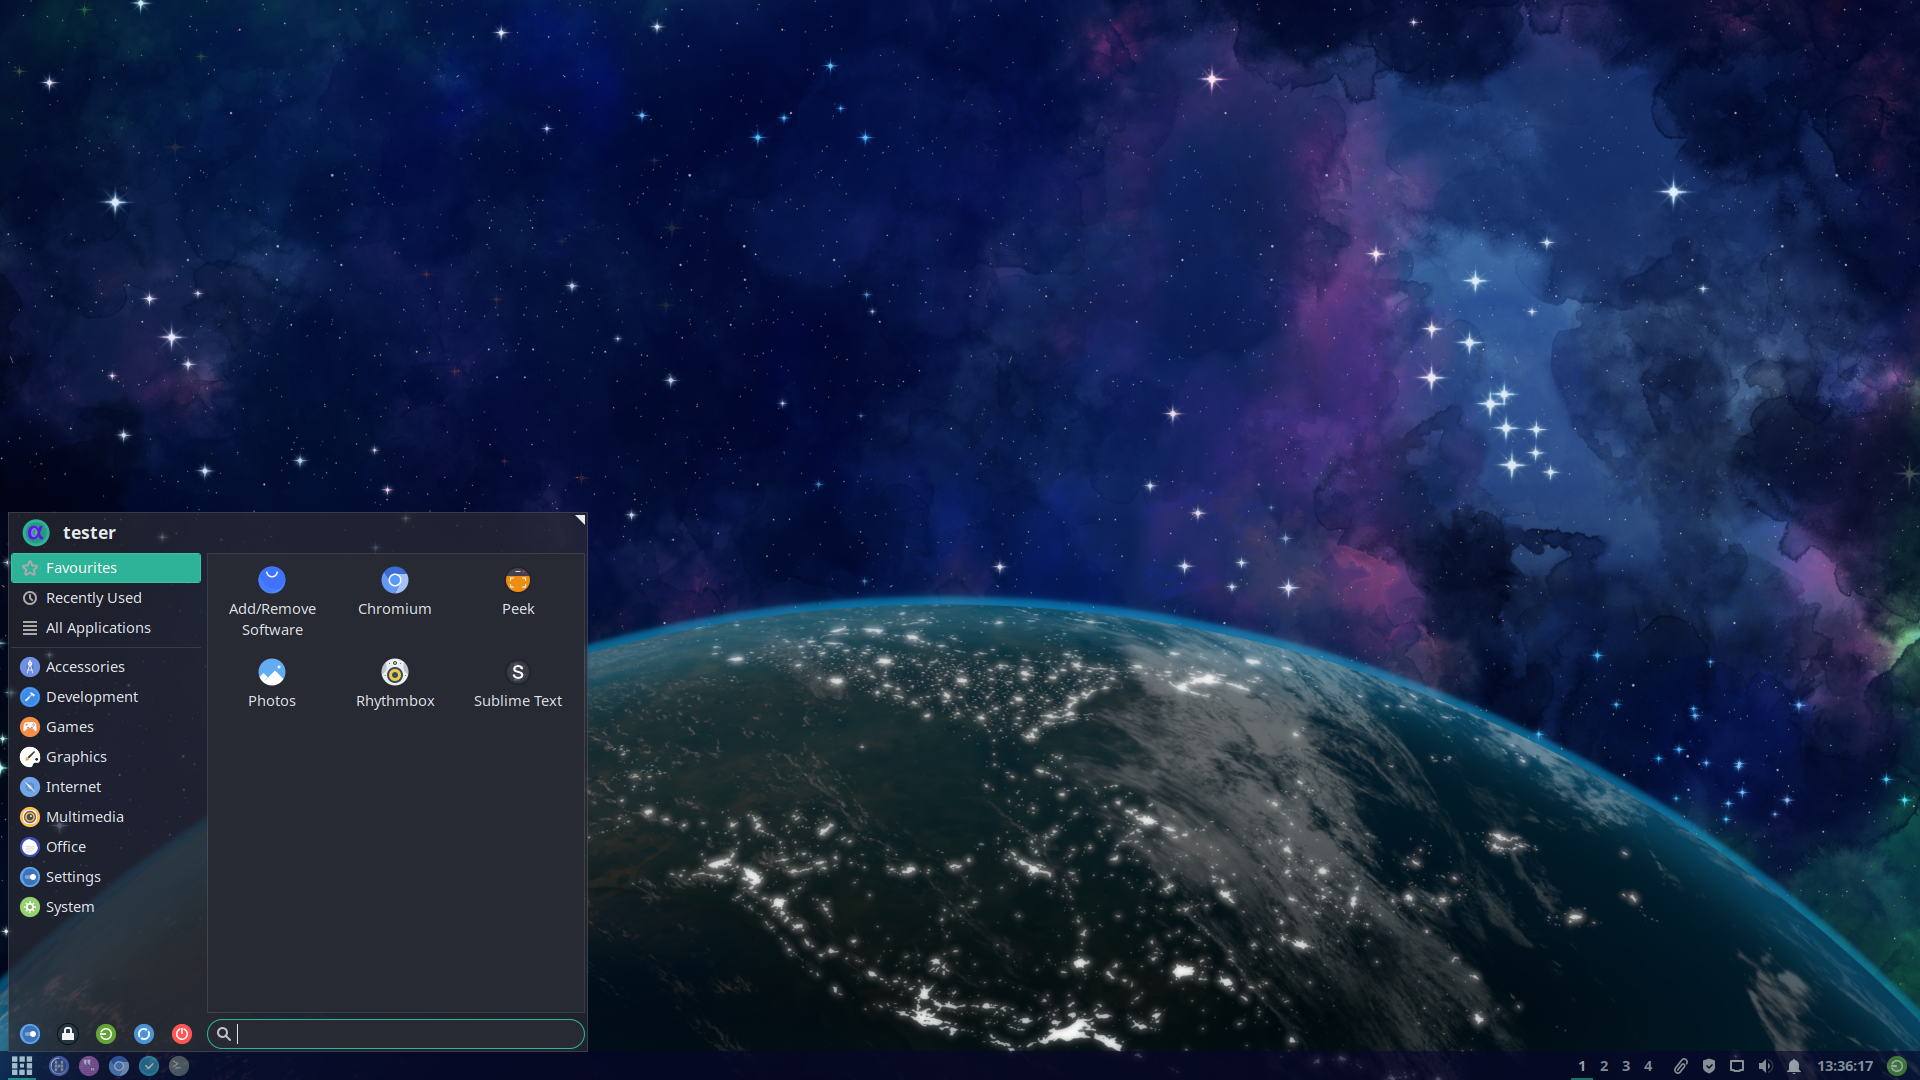 tester
Favourites
Recently Used
All Applications
Accessories
Development
Games
Graphics
Internet
Multimedia
Office
Settings
System
Add/Remove
Software
Chromium
Peek
Photos
Rhythmbox
Sublime Text
1 2 3 4
13:36:17